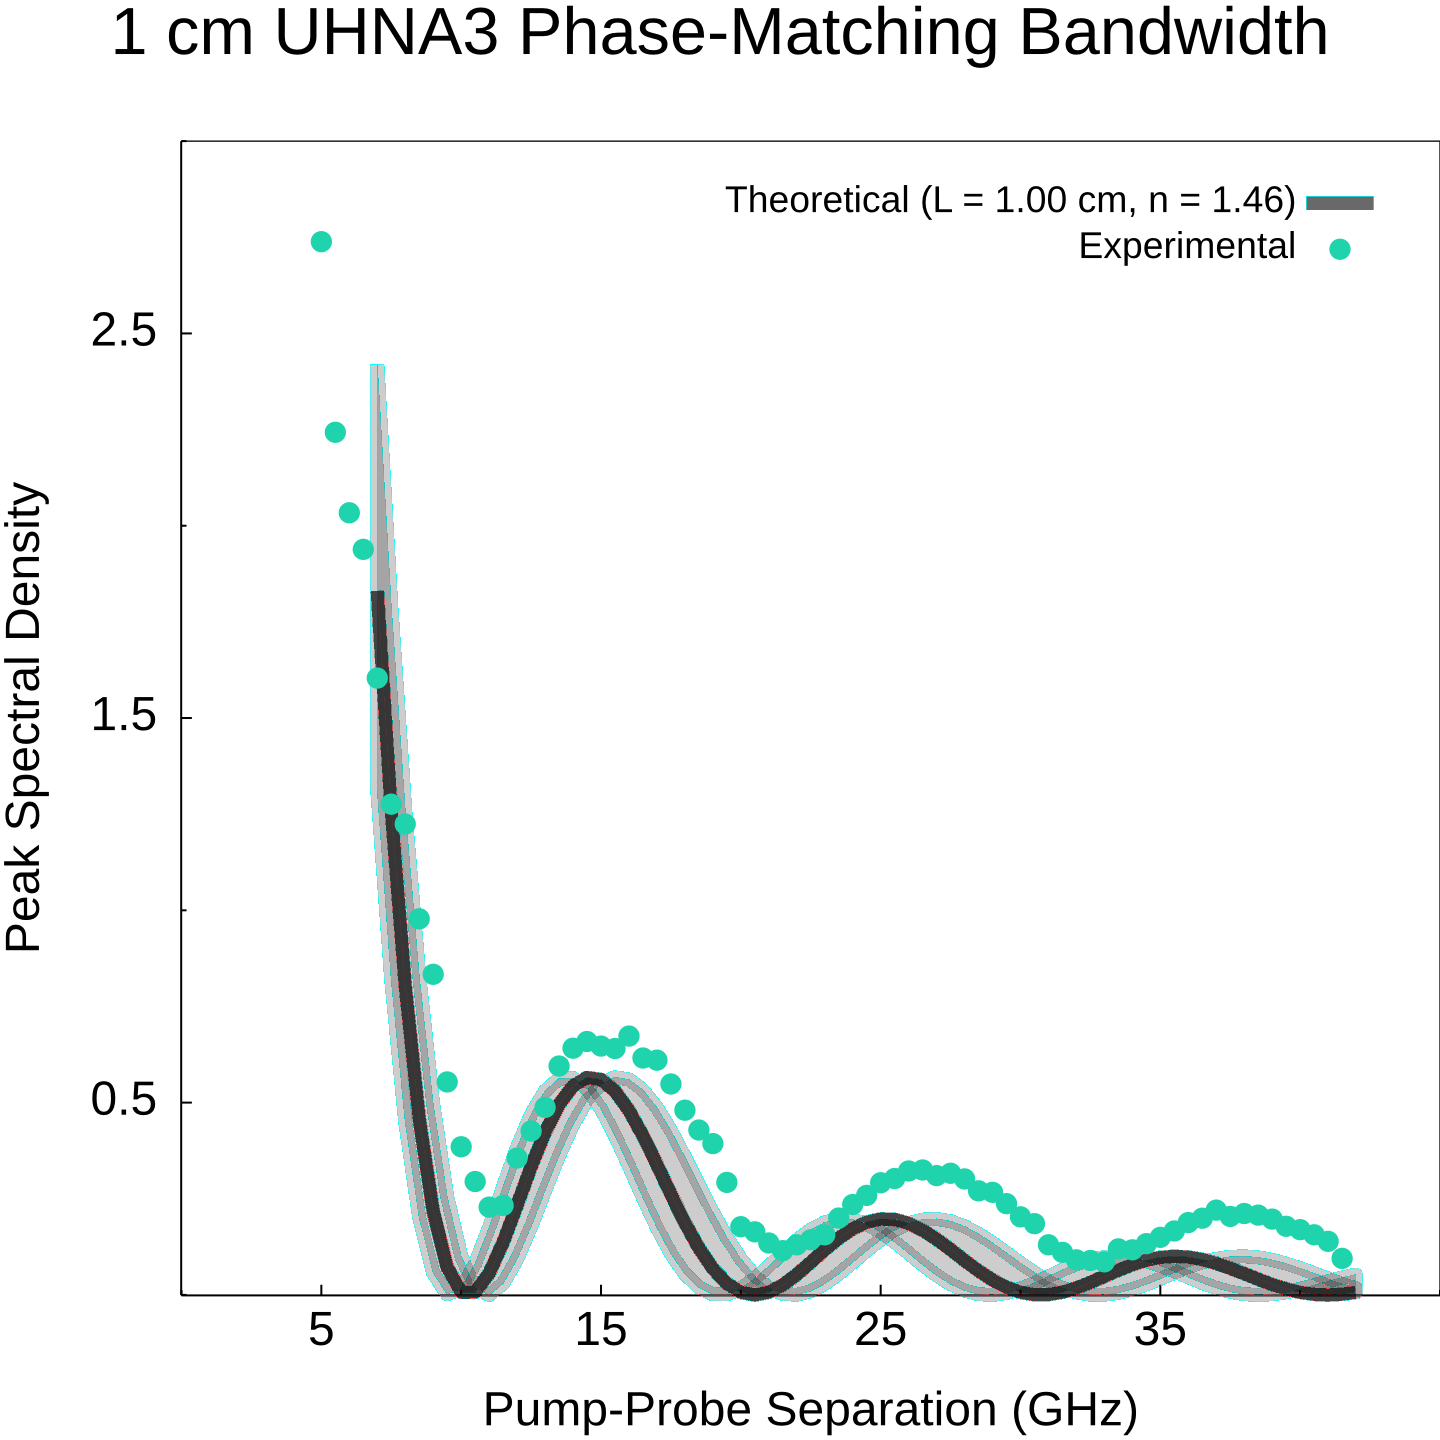 1 cm UHNA3 Phase-Matching Bandwidth
Theoretical (L = 1.00 cm, n = 1.46)
Experimental
Peak Spectral Density
2.5
1.5
0.5
5 15 25 35
Pump-Probe Separation (GHz)